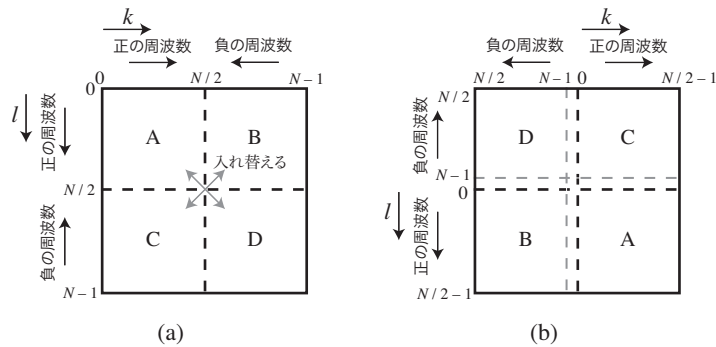 k
正の周波数 負の周波数
0 N/2 N−1
l
正の周波数
A B
入れ替える
N/2
負の周波数
C D
N−1
(a)
k
負の周波数 正の周波数
N/2 N−1 0 N/2−1
N/2
負の周波数
D C
N−1
0
l
正の周波数
B A
N/2−1
(b)